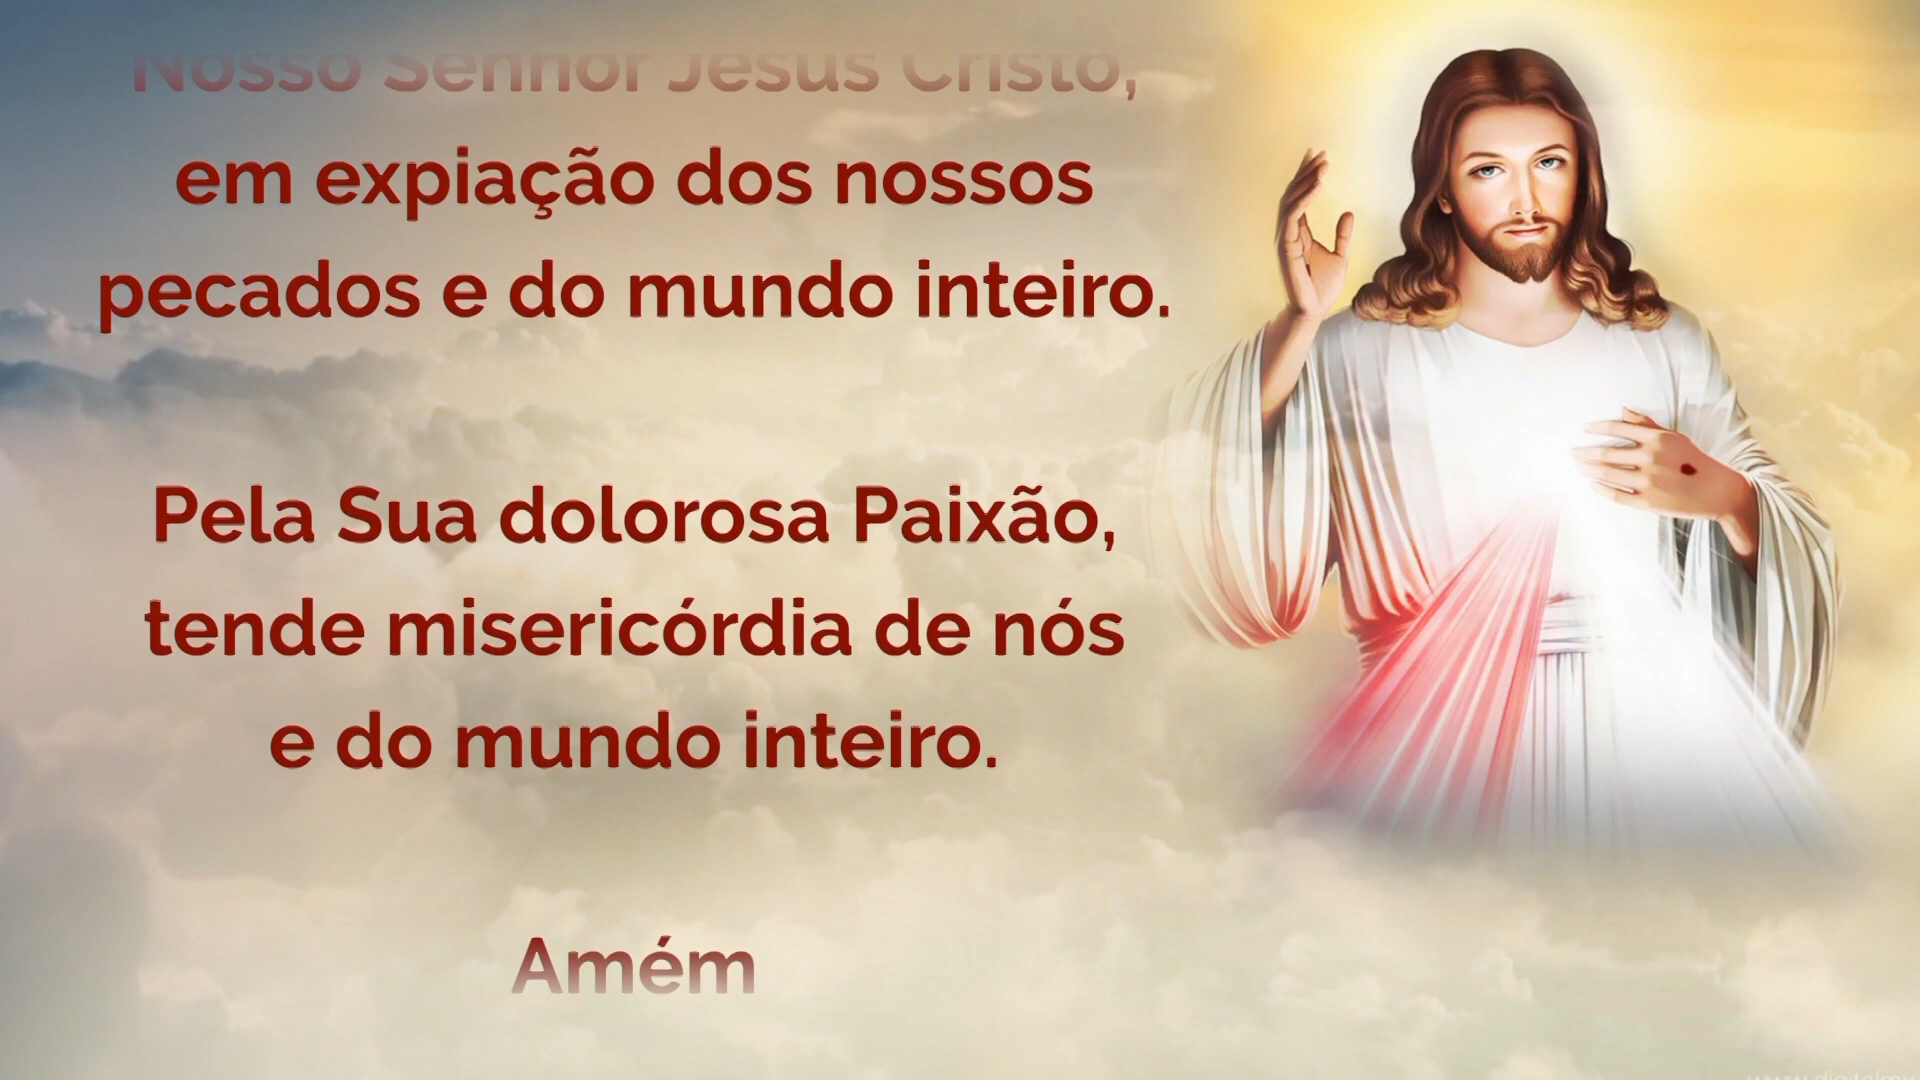 Nosso Senhor Jesus Cristo,
em expiação dos nossos
pecados e do mundo inteiro.
Pela Sua dolorosa Paixão,
tende misericórdia de nós
e do mundo inteiro.
Amém